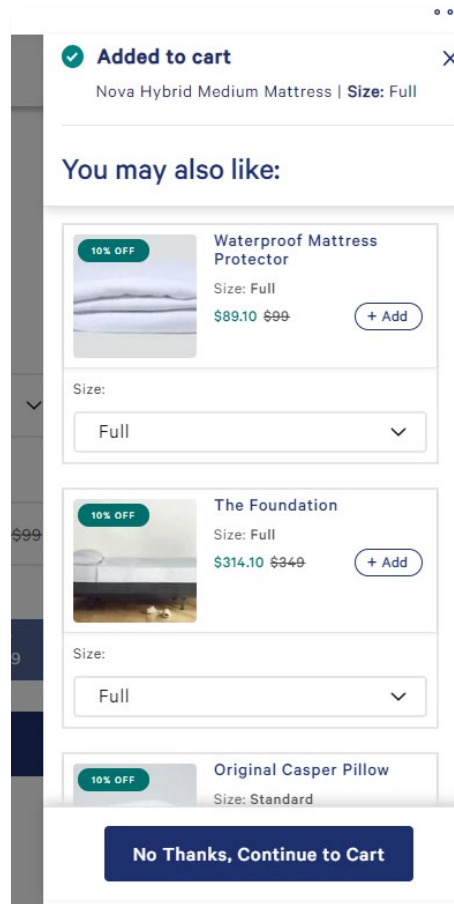 Added to cart
Nova Hybrid Medium Mattress | Size: Full
You may also like:
10% OFF
Waterproof Mattress
Protector
Size: Full
$89.10 $99
+ Add
Size:
Full
$99
10% OFF
The Foundation
Size: Full
$314.10 $349
+ Add
9
Size:
Full
10% OFF
Original Casper Pillow
Size: Standard
No Thanks, Continue to Cart